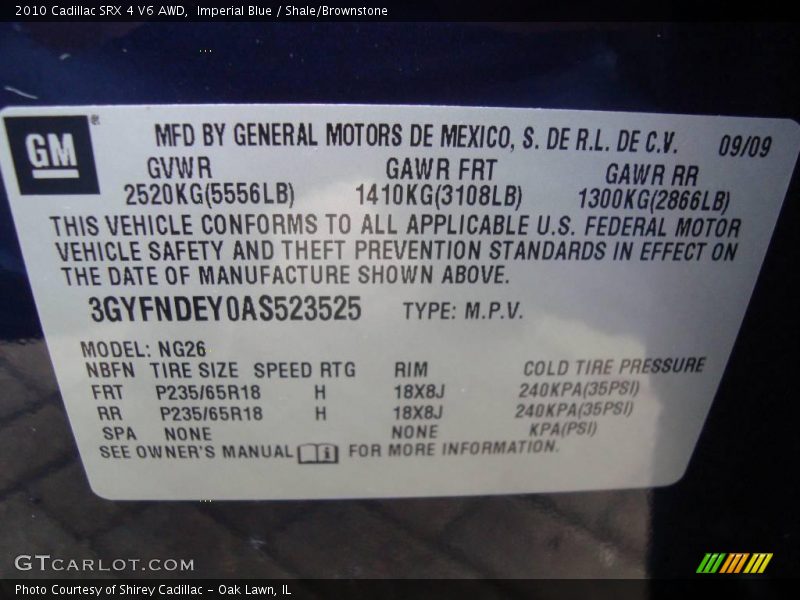 2010 Cadillac SRX 4 V6 AWD,  Imperial Blue / Shale/Brownstone
GM®
MFD BY GENERAL MOTORS DE MEXICO, S. DE R.L. DE C.V. 09/09
GVWR GAWR FRT GAWR RR
2520KG(5556LB) 1410KG(3108LB) 1300KG(2866LB)
THIS VEHICLE CONFORMS TO ALL APPLICABLE U.S. FEDERAL MOTOR
VEHICLE SAFETY AND THEFT PREVENTION STANDARDS IN EFFECT ON
THE DATE OF MANUFACTURE SHOWN ABOVE.
3GYFNDEY0AS523525 TYPE: M.P.V.
MODEL: NG26
NBFN TIRE SIZE SPEED RTG RIM COLD TIRE PRESSURE
FRT P235/65R18 H 18X8J 240KPA(35PSI)
RR P235/65R18 H 18X8J 240KPA(35PSI)
SPA NONE NONE KPA(PSI)
SEE OWNER'S MANUAL i FOR MORE INFORMATION.
GTCARLOT.COM
Photo Courtesy of Shirey Cadillac - Oak Lawn, IL